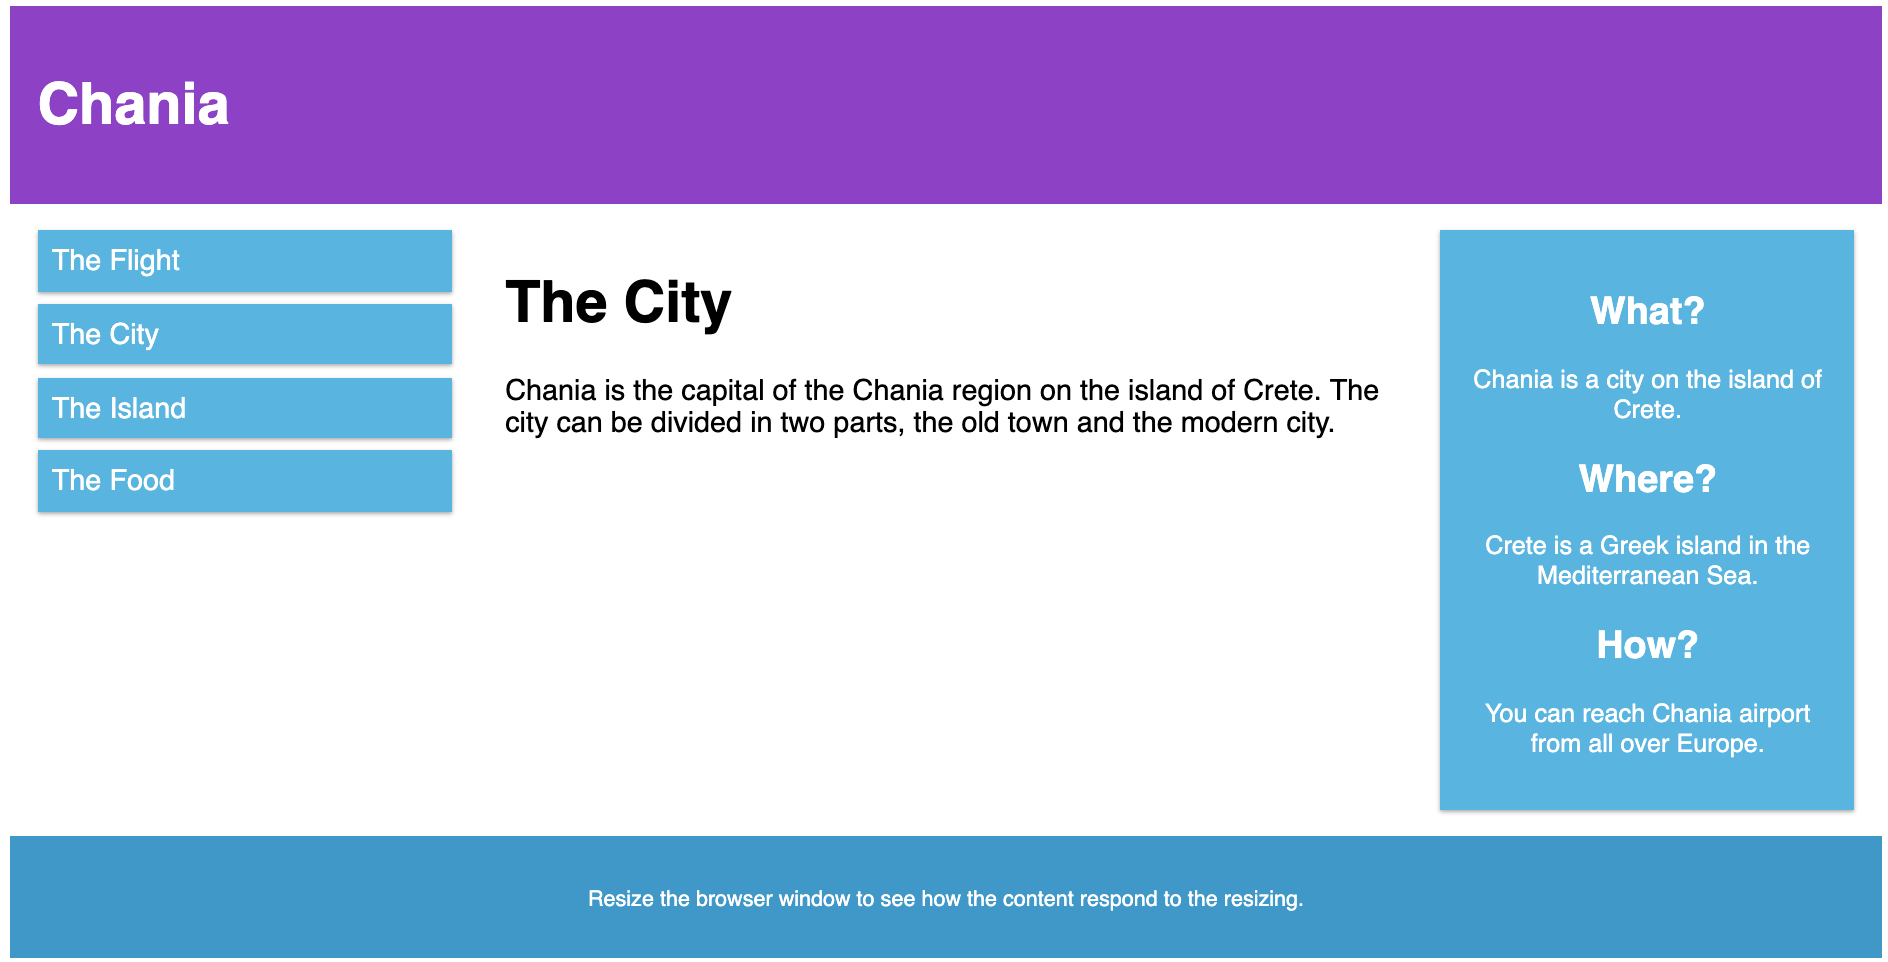 Chania
The Flight
The City
The Island
The Food
The City
Chania is the capital of the Chania region on the island of Crete. The
city can be divided in two parts, the old town and the modern city.
What?
Chania is a city on the island of
Crete.
Where?
Crete is a Greek island in the
Mediterranean Sea.
How?
You can reach Chania airport
from all over Europe.
Resize the browser window to see how the content respond to the resizing.